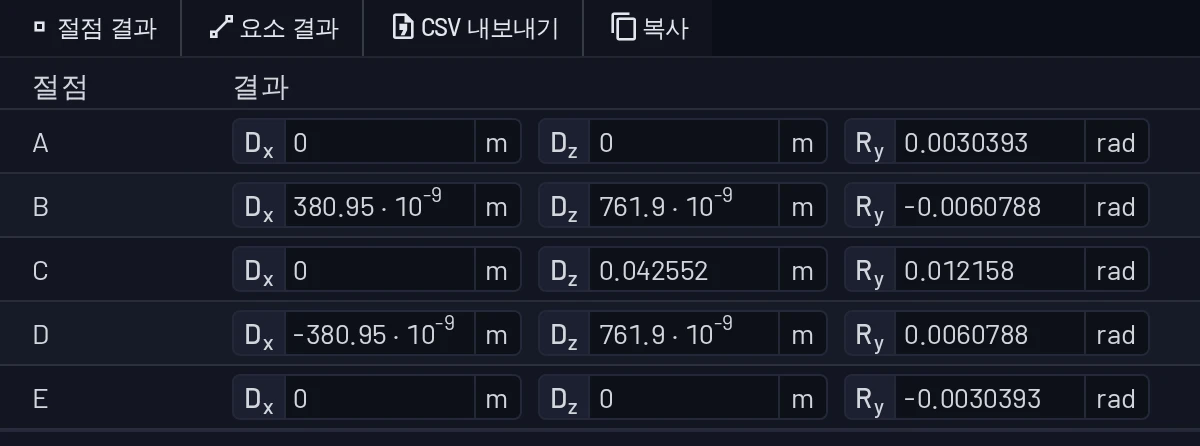 절점 결과 요소 결과 CSV 내보내기 복사
절점 결과
A Dx 0 m Dz 0 m Ry 0.0030393 rad
B Dx 380.95 · 10^-9 m Dz 761.9 · 10^-9 m Ry -0.0060788 rad
C Dx 0 m Dz 0.042552 m Ry 0.012158 rad
D Dx -380.95 · 10^-9 m Dz 761.9 · 10^-9 m Ry 0.0060788 rad
E Dx 0 m Dz 0 m Ry -0.0030393 rad